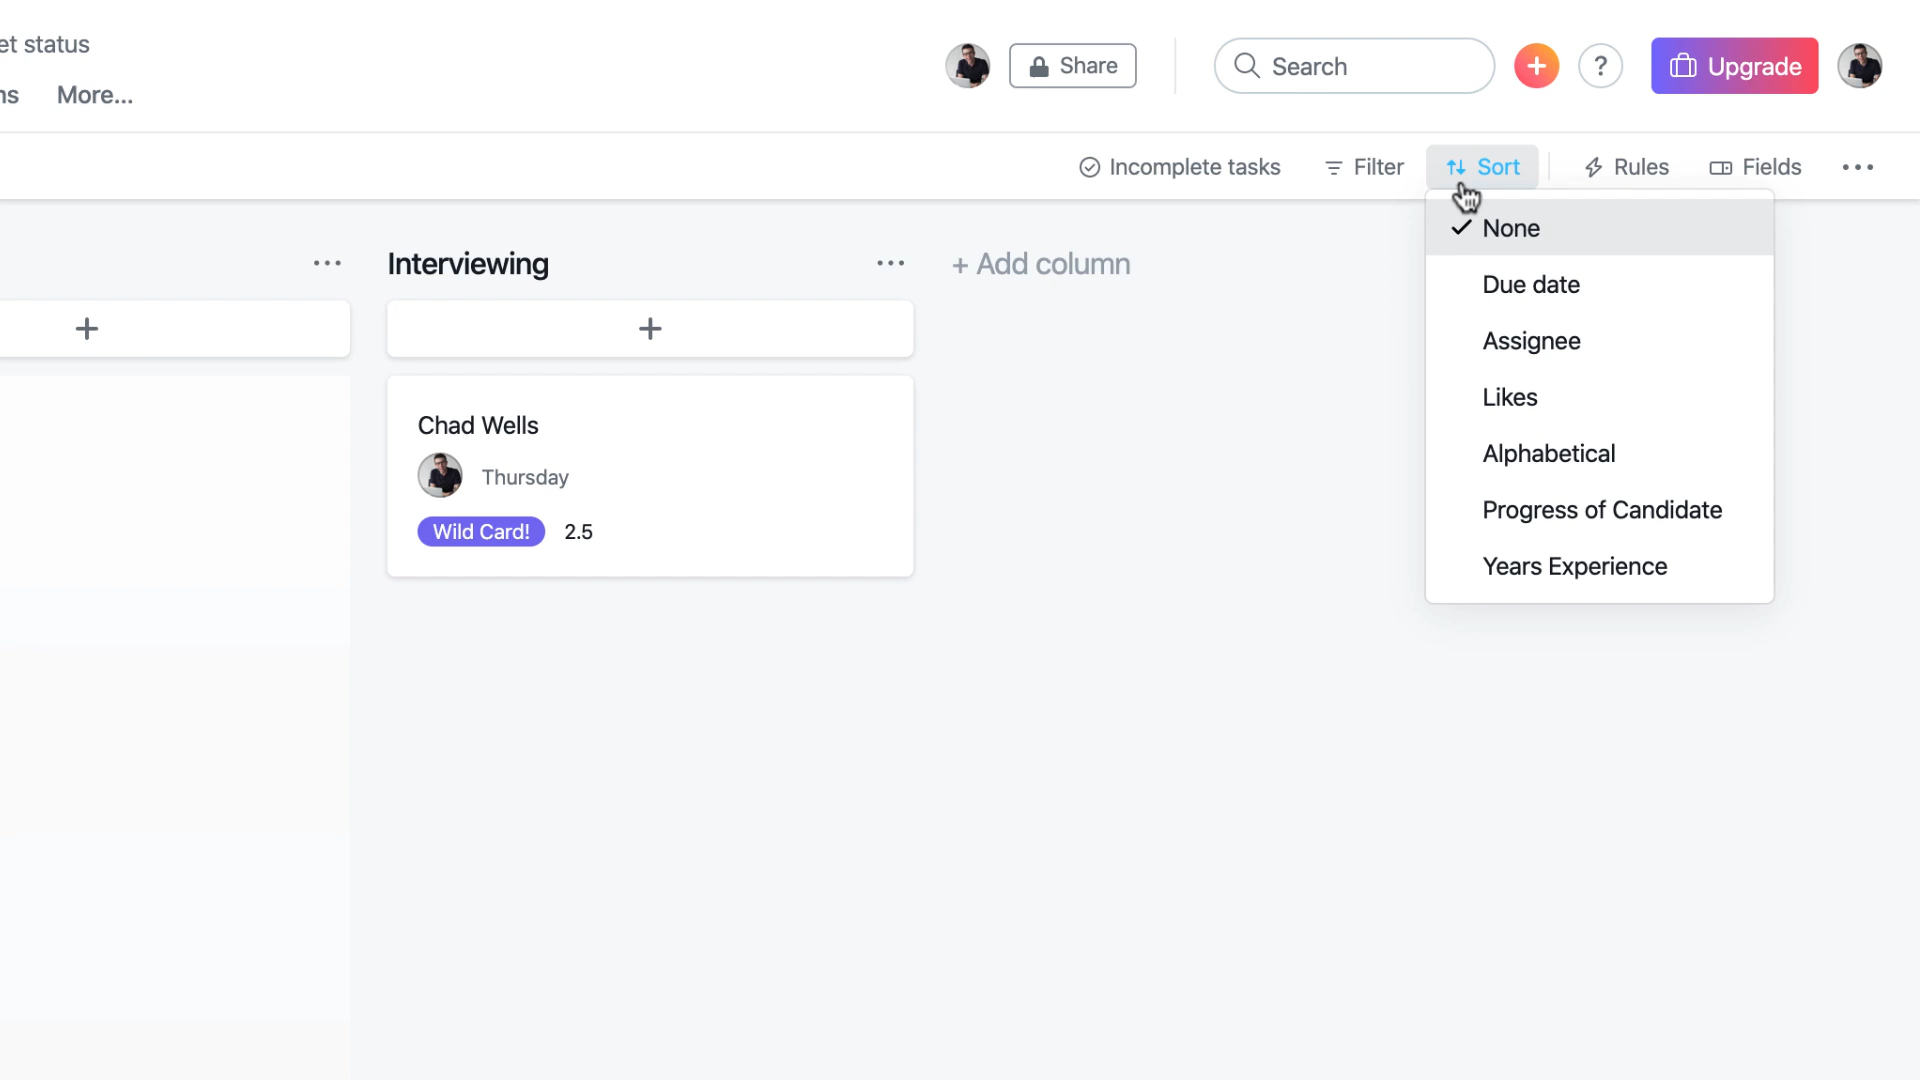 et status
ns More...
Share
Search
?
Upgrade
Incomplete tasks
Filter
Sort
Rules
Fields
None
Due date
Assignee
Likes
Alphabetical
Progress of Candidate
Years Experience
Interviewing
+ Add column
Chad Wells
Thursday
Wild Card! 2.5